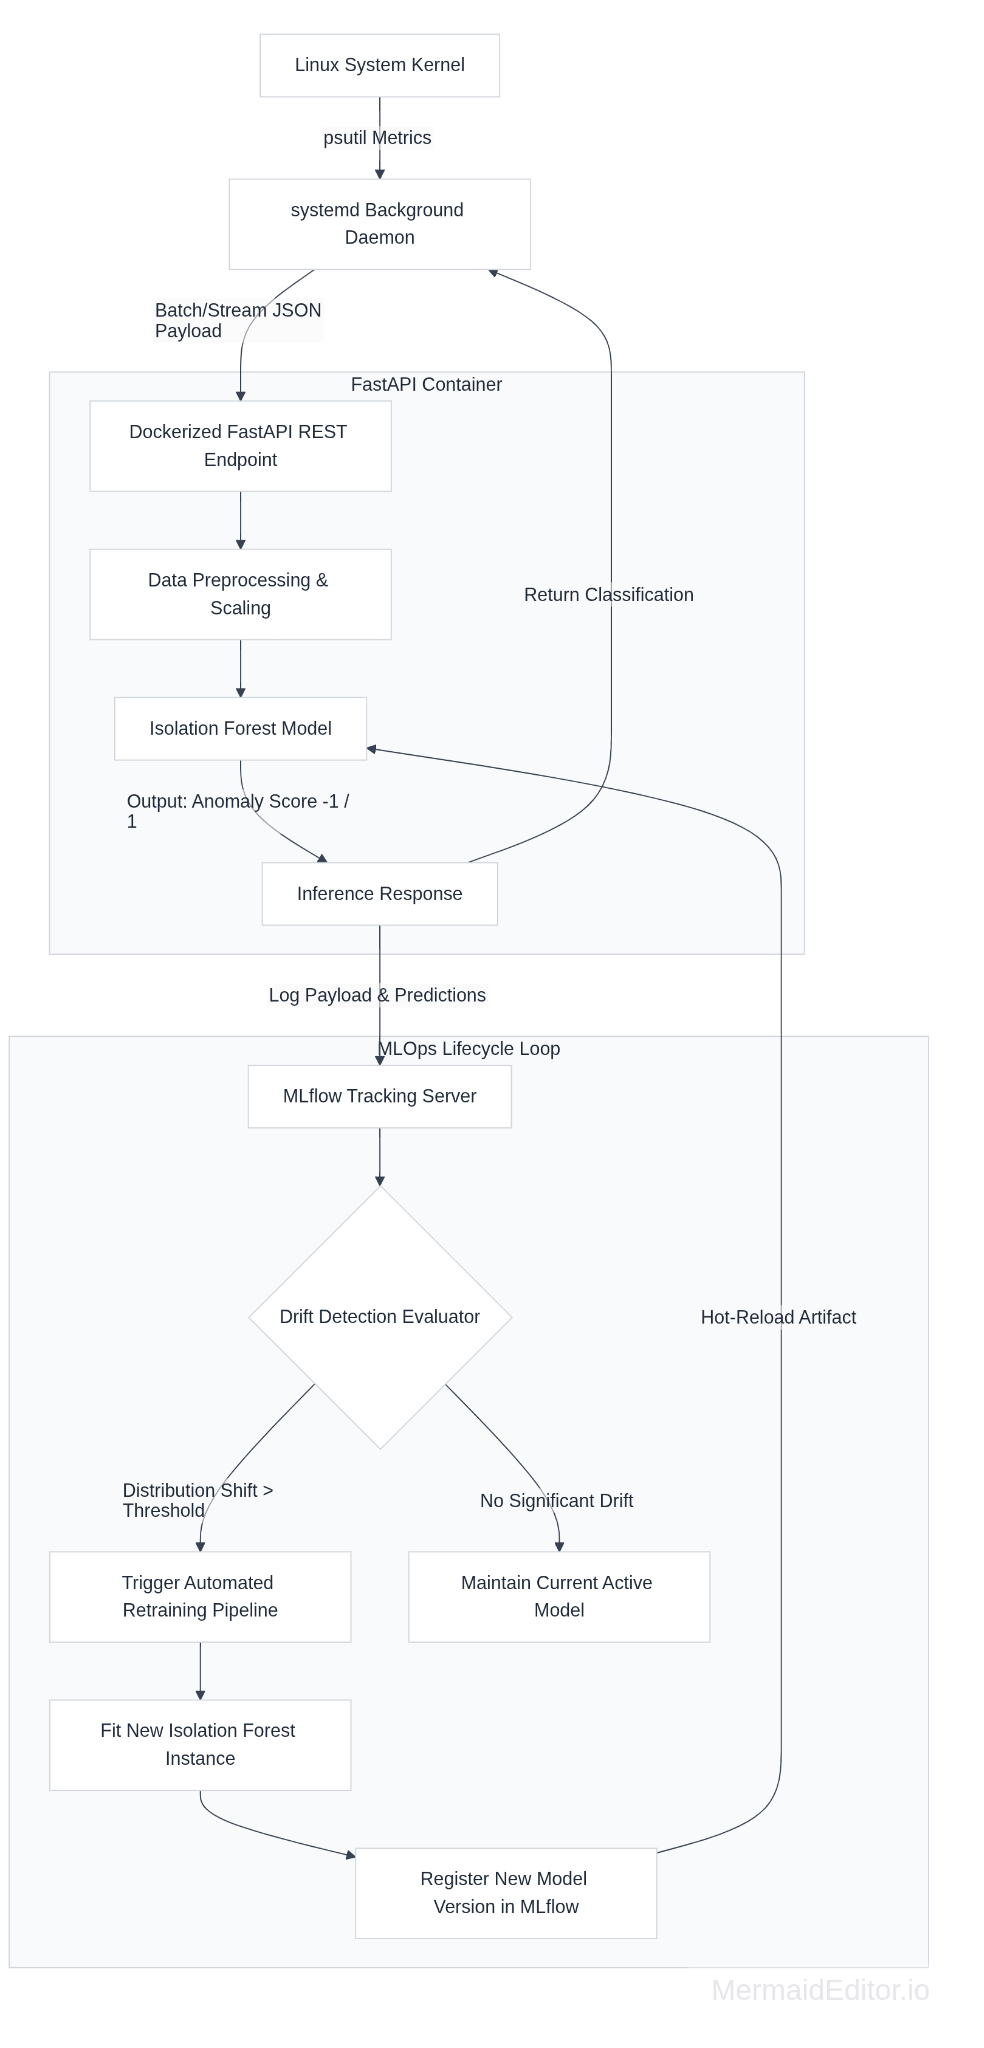 Linux System Kernel
psutil Metrics
systemd Background
Daemon
Batch/Stream JSON
Payload
FastAPI Container
Dockerized FastAPI REST
Endpoint
Data Preprocessing &
Scaling
Return Classification
Isolation Forest Model
Output: Anomaly Score -1 /
1
Inference Response
Log Payload & Predictions
MLOps Lifecycle Loop
MLflow Tracking Server
Drift Detection Evaluator
Hot-Reload Artifact
Distribution Shift >
Threshold
No Significant Drift
Trigger Automated
Retraining Pipeline
Maintain Current Active
Model
Fit New Isolation Forest
Instance
Register New Model
Version in MLflow
MermaidEditor.io